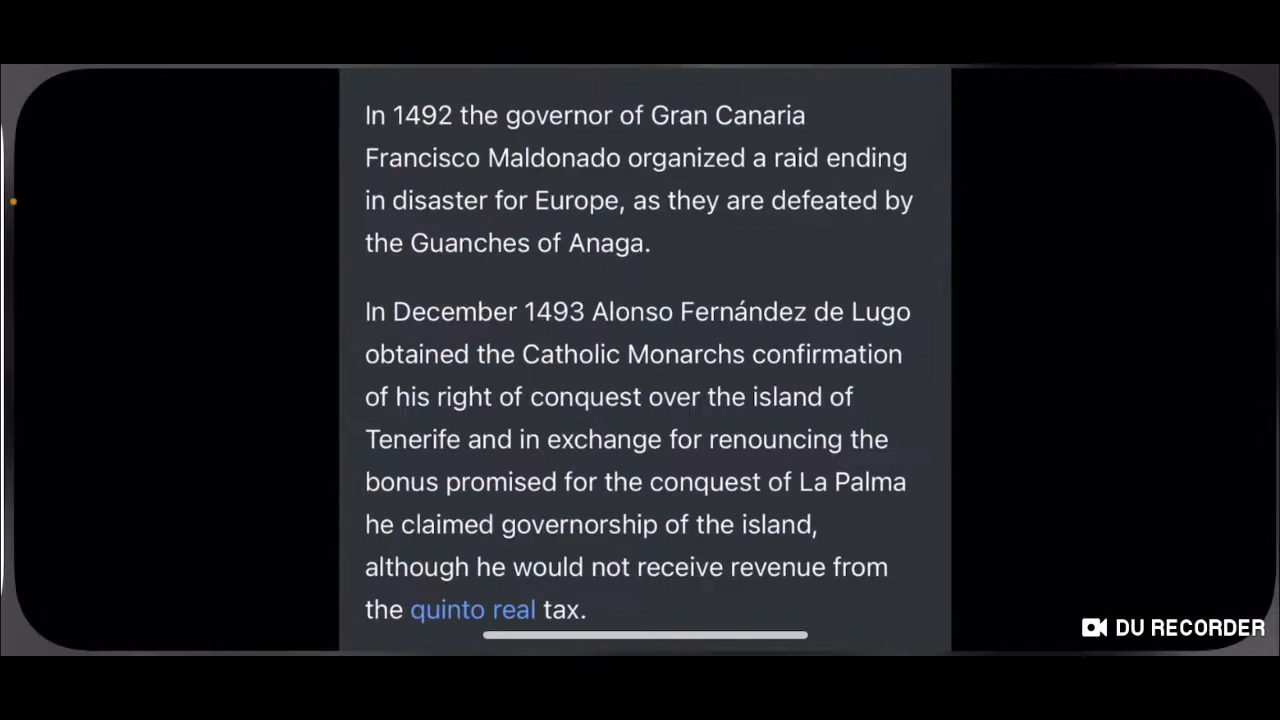 In 1492 the governor of Gran Canaria
Francisco Maldonado organized a raid ending
in disaster for Europe, as they are defeated by
the Guanches of Anaga.
In December 1493 Alonso Fernández de Lugo
obtained the Catholic Monarchs confirmation
of his right of conquest over the island of
Tenerife and in exchange for renouncing the
bonus promised for the conquest of La Palma
he claimed governorship of the island,
although he would not receive revenue from
the quinto real tax.
DU RECORDER